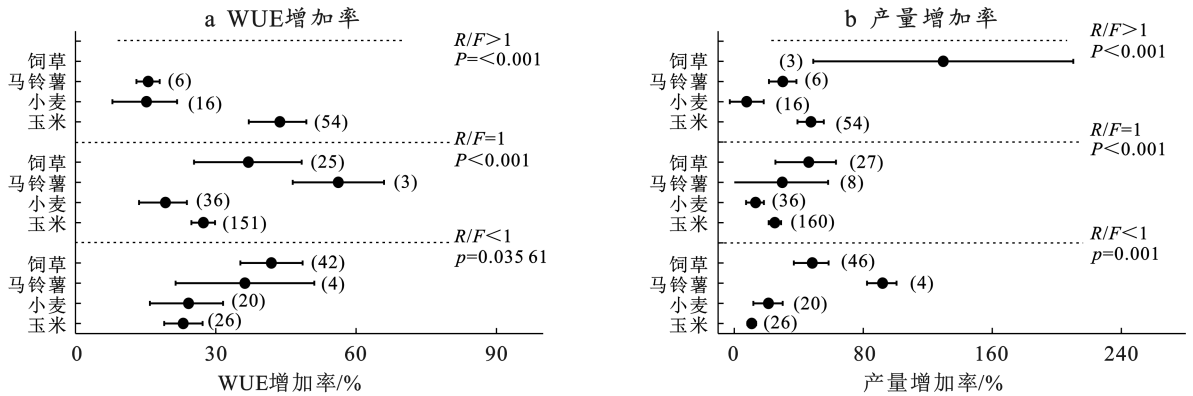 a WUE增加率
R/F>1
P=<0.001
饲草
马铃薯 (6)
小麦 (16)
玉米 (54)
R/F=1
P<0.001
饲草 (25)
马铃薯 (3)
小麦 (36)
玉米 (151)
R/F<1
p=0.035 61
饲草 (42)
马铃薯 (4)
小麦 (20)
玉米 (26)
0 30 60 90
WUE增加率/%
b 产量增加率
R/F>1
P<0.001
饲草 (3)
马铃薯 (6)
小麦 (16)
玉米 (54)
R/F=1
P<0.001
饲草 (27)
马铃薯 (8)
小麦 (36)
玉米 (160)
R/F<1
p=0.001
饲草 (46)
马铃薯 (4)
小麦 (20)
玉米 (26)
0 80 160 240
产量增加率/%